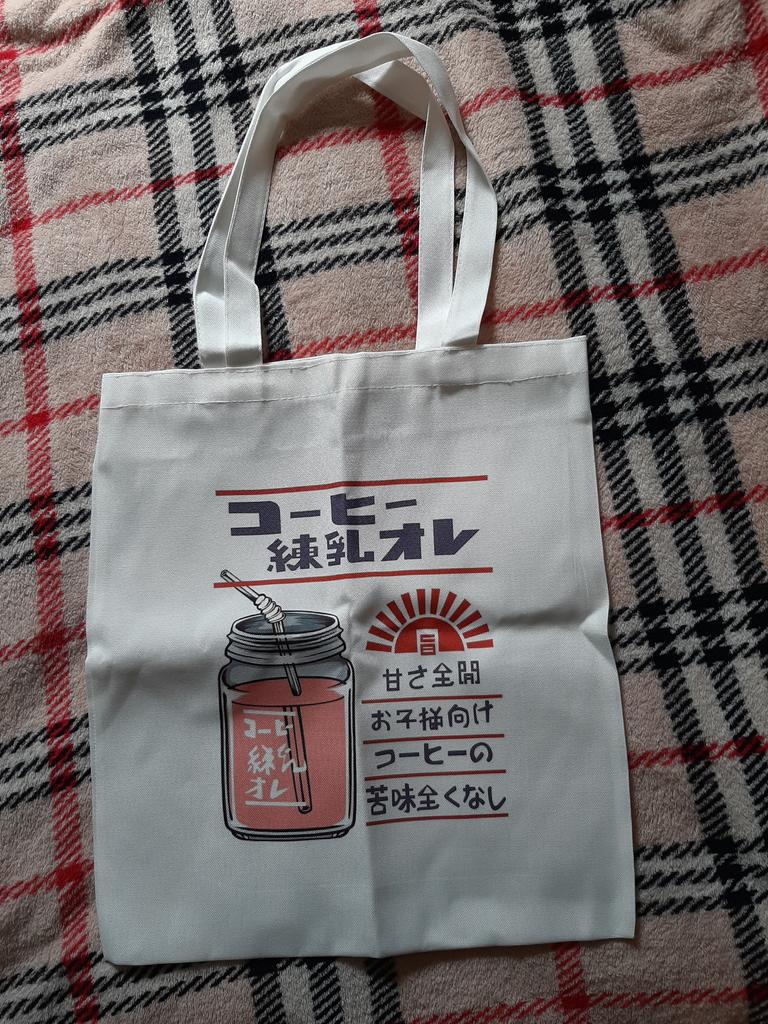 コーヒー
練乳オレ
旨
甘さ全開
お子様向け
コーヒーの
苦味全くなし
コーヒ
練乳
オレ